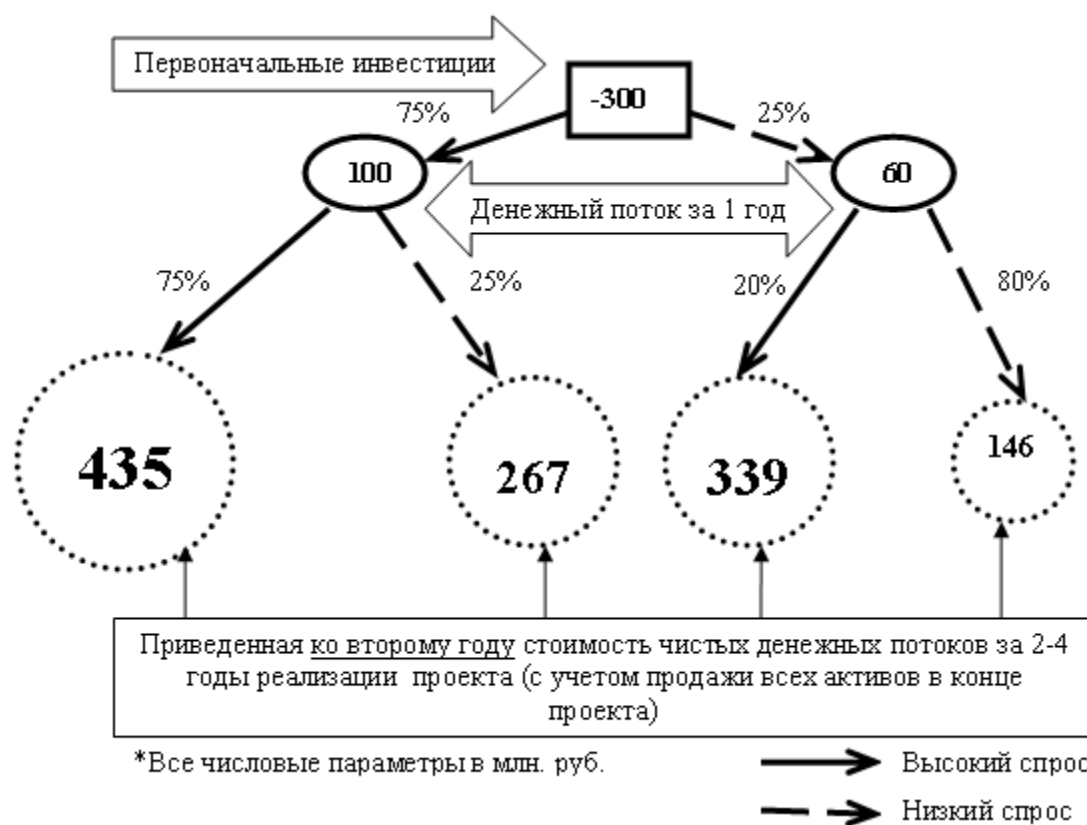 Первоначальные инвестиции
-300
75%
25%
100
60
Денежный поток за 1 год
75%
25%
20%
80%
435
267
339
146
Приведенная ко второму году стоимость чистых денежных потоков за 2-4
годы реализации проекта (с учетом продажи всех активов в конце
проекта)
*Все числовые параметры в млн. руб.
Высокий спрос
Низкий спрос